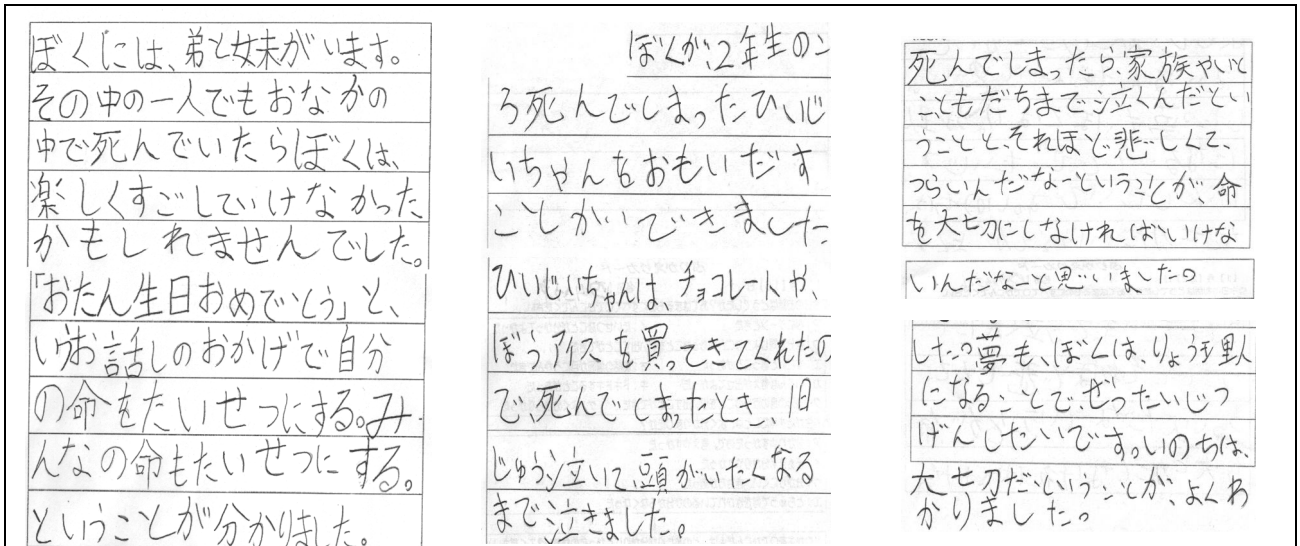 ぼくには、弟と妹がいます。
その中の一人でもおなかの
中で死んでいたらぼくは、
楽しくすごしていけなかった
かもしれませんでした。
「おたん生日おめでとう」と、
いうお話しのおかげで自分
の命をたいせつにする。み
んなの命もたいせつにする。
ということが分かりました。
ぼくが、2年生のこ
ろ死んでしまったひいじ
いちゃんをおもいだす
ことがいできました
ひいじいちゃんは、チョコレートや、
ぼうアイスを買ってきてくれたの
で、死んでしまったとき、1日
じゅう泣いて、頭がいたくなる
まで泣きました。
死んでしまったら、家族やいと
こ、ともだちまで泣くんだとい
うことと、それほど悲しくて、
つらいんだなーということが、命
を大切にしなければいけな
いんだなーと思いました。
した。夢も、ぼくは、りょう理人
になることで、ぜったいじつ
げんしたいですっいのちは、
大切だということが、よくわ
かりました。